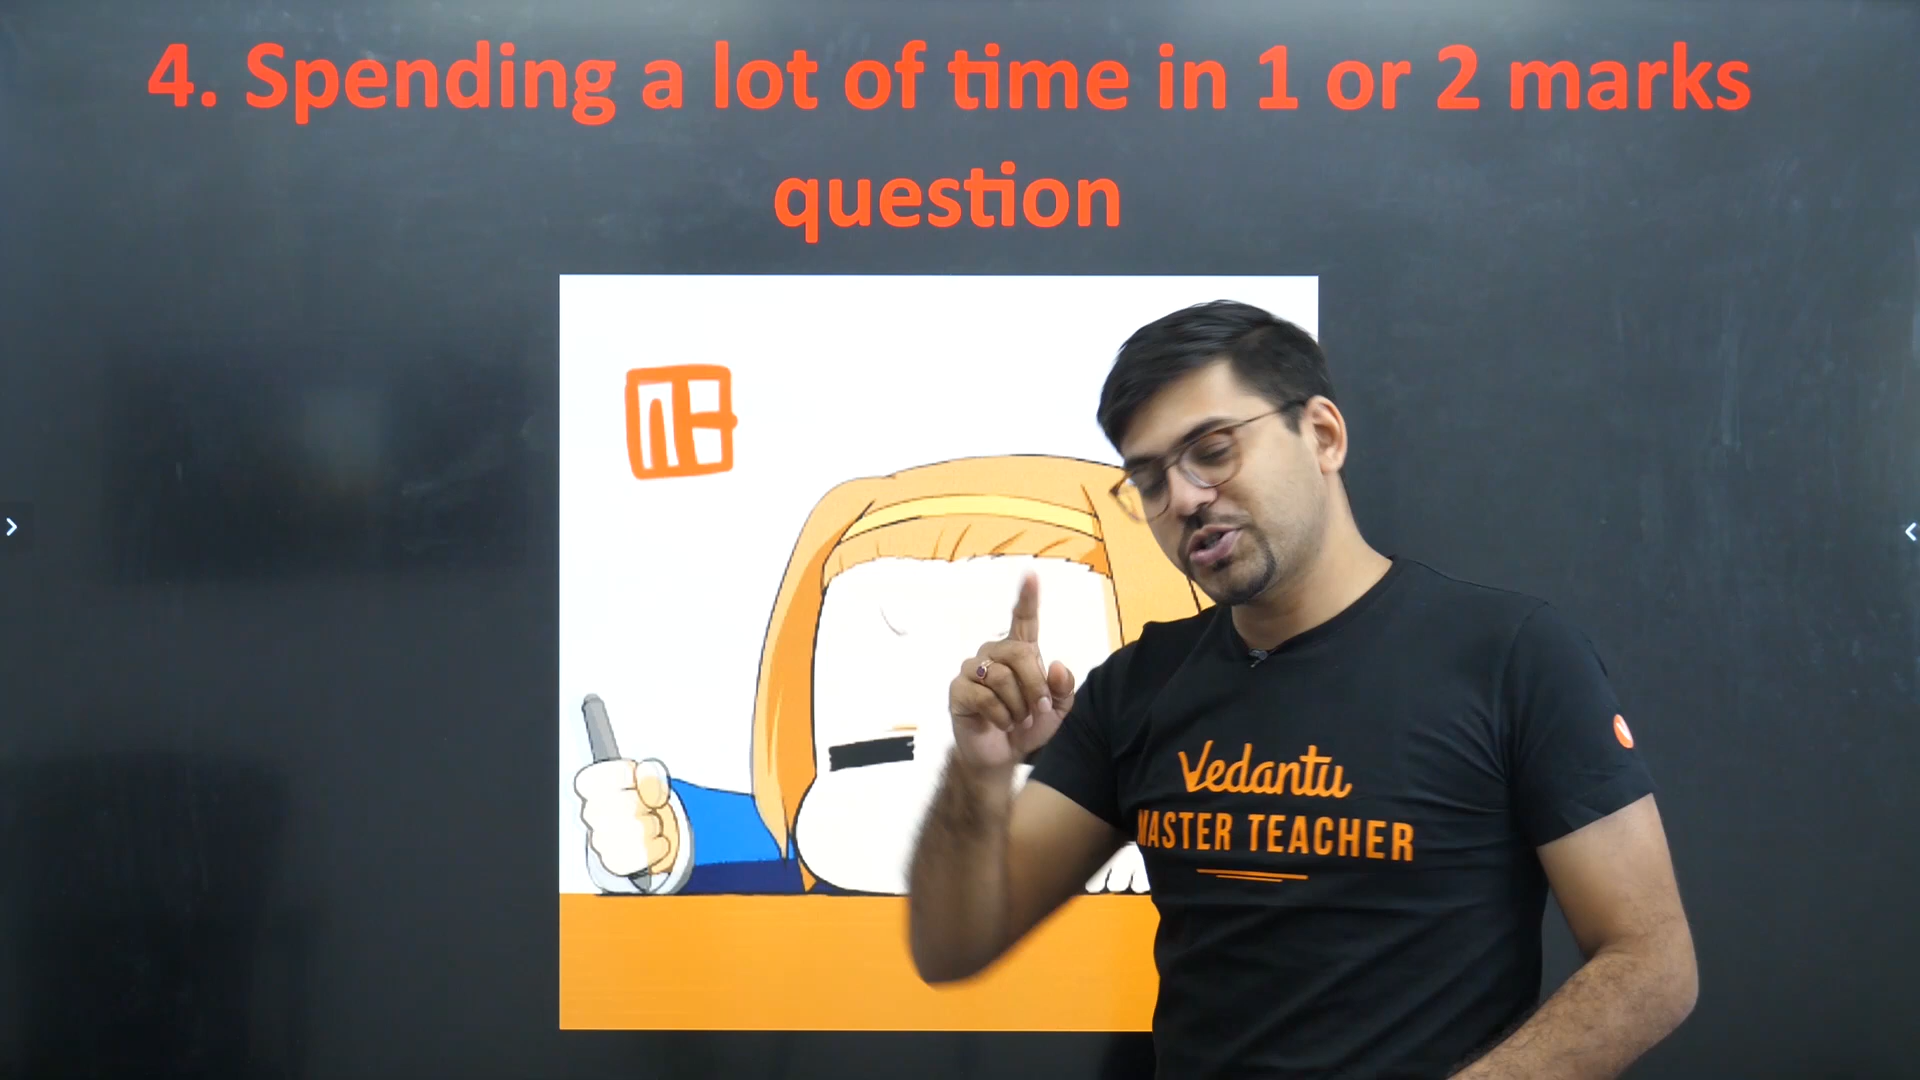 4. Spending a lot of time in 1 or 2 marks
question
Vedantu
MASTER TEACHER